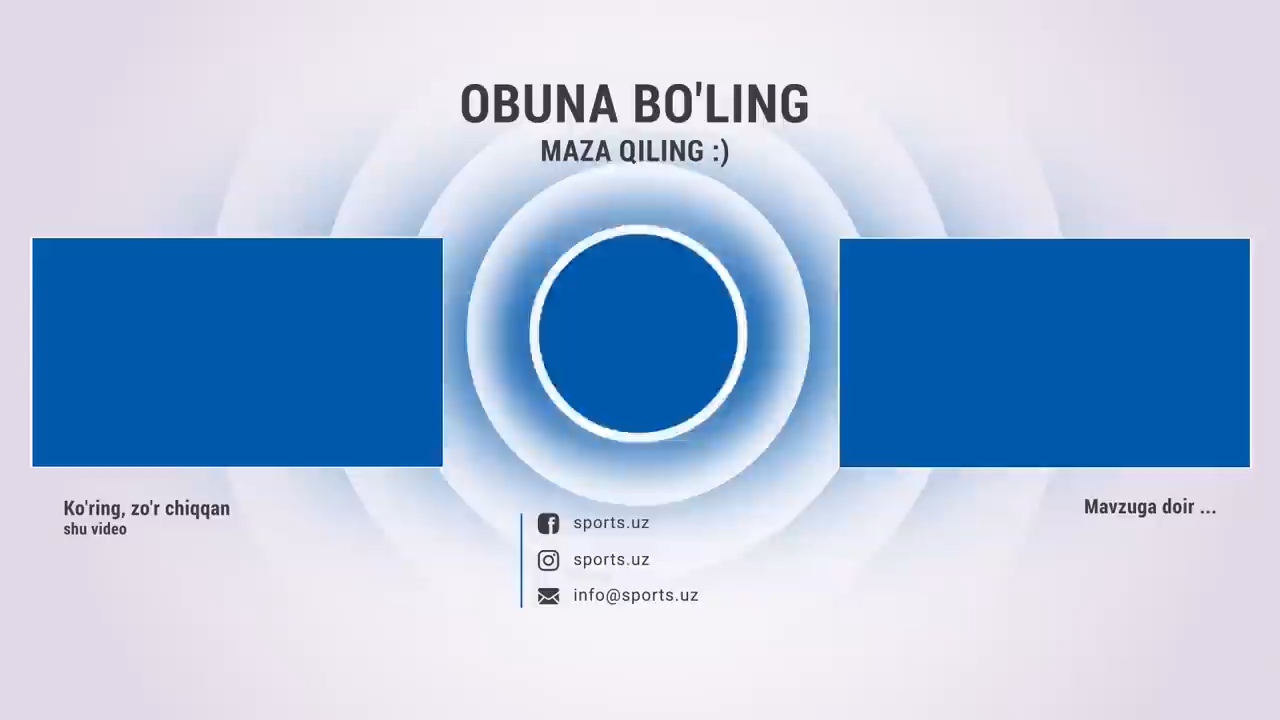 OBUNA BO'LING
MAZA QILING :)
Ko'ring, zo'r chiqqan
shu video
Mavzuga doir ...
sports.uz
sports.uz
info@sports.uz